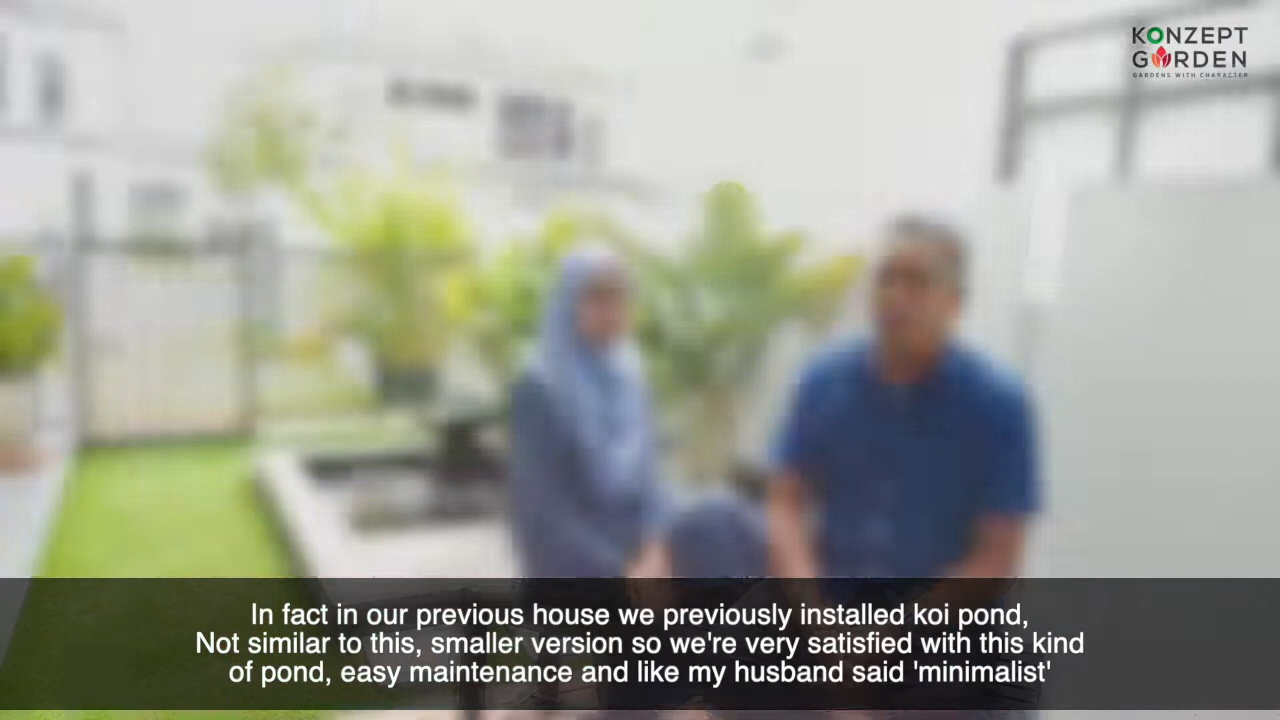 KONZEPT
GARDEN
GARDENS WITH CHARACTER
In fact in our previous house we previously installed koi pond,
Not similar to this, smaller version so we're very satisfied with this kind
of pond, easy maintenance and like my husband said 'minimalist'